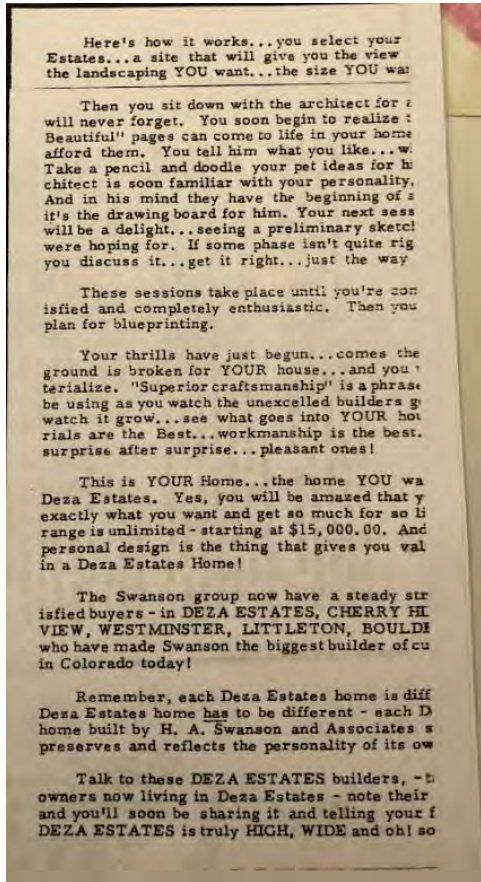 Here's how it works...you select your
Estates...a site that will give you the view
the landscaping YOU want...the size YOU
Then you sit down with the architect for
will never forget. You soon begin to realize
Beautiful" pages can come to life in your home
afford them. You tell him what you like...
Take a pencil and doodle your pet ideas for
chitect is soon familiar with your personality,
And in his mind they have the beginning of
it's the drawing board for him. Your next sess
will be a delight...seeing a preliminary
were hoping for. If some phase isn't quite rig
you discuss it...get it right...just the way
These sessions take place until you're con
isfied and completely enthusiastic. Then you
plan for blueprinting.
Your thrills have just begun...comes the
ground is broken for YOUR house...and you
terialize. "Superior craftsmanship" is a phrase
be using as you watch the unexcelled builders
watch it grow...see what goes into YOUR
rials are the Best...workmanship is the best.
surprise after surprise...pleasant ones!
This is YOUR Home...the home YOU wa
Deza Estates. Yes, you will be amazed that y
exactly what you want and get so much for so li
range is unlimited - starting at $15,000.00. And
personal design is the thing that gives you val
in a Deza Estates Home!
The Swanson group now have a steady str
isfied buyers - in DEZA ESTATES, CHERRY
VIEW, WESTMINSTER, LITTLETON,
who have made Swanson the biggest builder of cu
in Colorado today!
Remember, each Deza Estates home is diff
Deza Estates home has to be different - each D
home built by H. A. Swanson and Associates s
preserves and reflects the personality of its ow
Talk to these DEZA ESTATES builders, -
owners now living in Deza Estates - note their
and you'll soon be sharing it and telling your f
DEZA ESTATES is truly HIGH, WIDE and oh! so